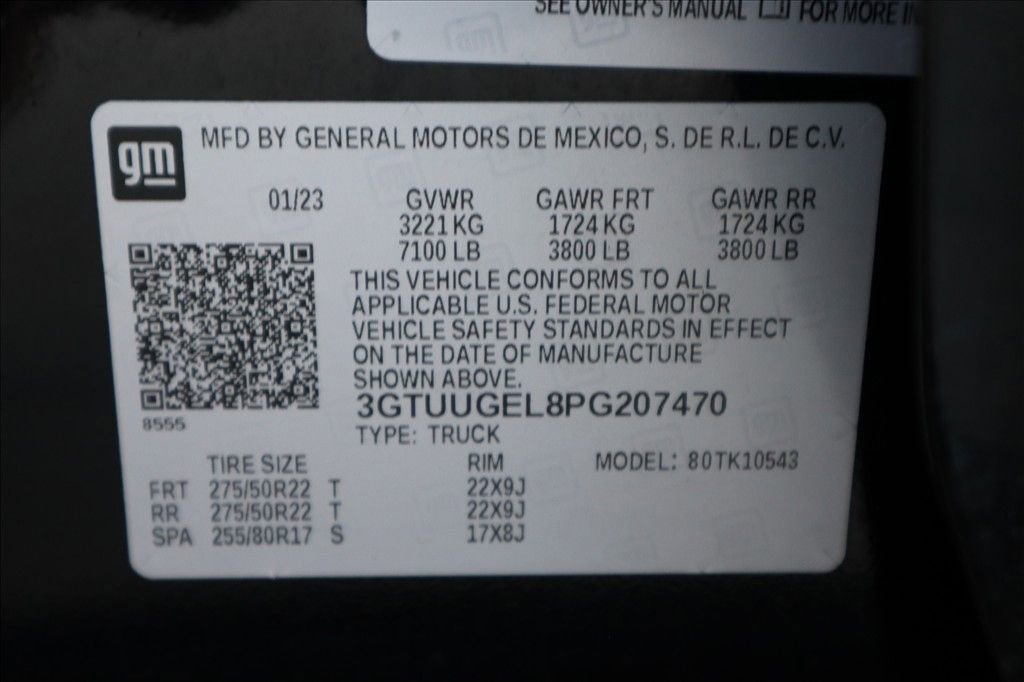 SEE OWNER'S MANUAL FOR MORE
gm
MFD BY GENERAL MOTORS DE MEXICO, S. DE R.L. DE C.V.
01/23 GVWR GAWR FRT GAWR RR
3221 KG 1724 KG 1724 KG
7100 LB 3800 LB 3800 LB
THIS VEHICLE CONFORMS TO ALL
APPLICABLE U.S. FEDERAL MOTOR
VEHICLE SAFETY STANDARDS IN EFFECT
ON THE DATE OF MANUFACTURE
SHOWN ABOVE.
3GTUUGEL8PG207470
8555
TYPE: TRUCK
TIRE SIZE RIM MODEL: 80TK10543
FRT 275/50R22 T 22X9J
RR 275/50R22 T 22X9J
SPA 255/80R17 S 17X8J